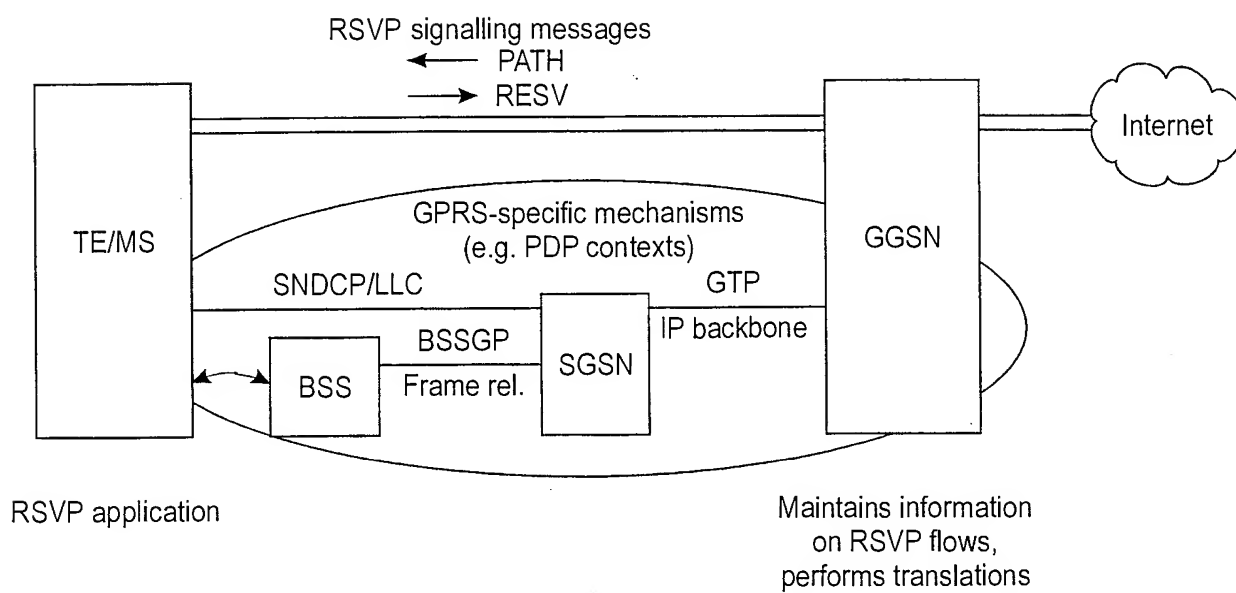 RSVP signalling messages
PATH
RESV
Internet
TE/MS
GPRS-specific mechanisms
(e.g. PDP contexts)
GGSN
SNDCP/LLC
GTP
BSSGP
IP backbone
SGSN
BSS
Frame rel.
RSVP application
Maintains information
on RSVP flows,
performs translations